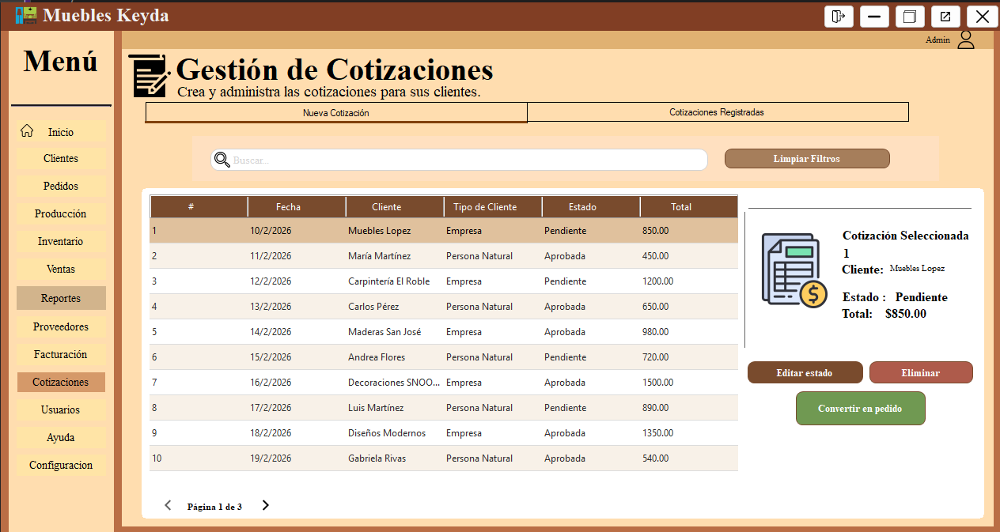 Muebles Keyda
Admin
Menú
Inicio
Clientes
Pedidos
Producción
Inventario
Ventas
Reportes
Proveedores
Facturación
Cotizaciones
Usuarios
Ayuda
Configuracion
Gestión de Cotizaciones
Crea y administra las cotizaciones para sus clientes.
Nueva Cotización Cotizaciones Registradas
Buscar... Limpiar Filtros
# Fecha Cliente Tipo de Cliente Estado Total
1 10/2/2026 Muebles Lopez Empresa Pendiente 850.00
2 11/2/2026 María Martínez Persona Natural Aprobada 450.00
3 12/2/2026 Carpintería El Roble Empresa Pendiente 1200.00
4 13/2/2026 Carlos Pérez Persona Natural Aprobada 650.00
5 14/2/2026 Maderas San José Empresa Aprobada 980.00
6 15/2/2026 Andrea Flores Persona Natural Pendiente 720.00
7 16/2/2026 Decoraciones SNOO... Empresa Aprobada 1500.00
8 17/2/2026 Luis Martínez Persona Natural Pendiente 890.00
9 18/2/2026 Diseños Modernos Empresa Aprobada 1350.00
10 19/2/2026 Gabriela Rivas Persona Natural Aprobada 540.00
Página 1 de 3
Cotización Seleccionada
1
Cliente: Muebles Lopez
Estado : Pendiente
Total: $850.00
Editar estado Eliminar
Convertir en pedido